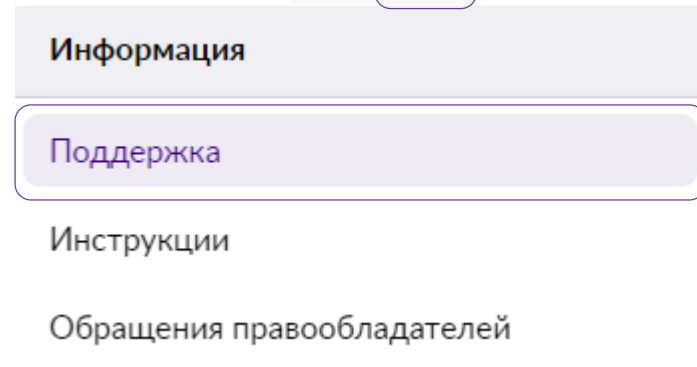 Информация
Поддержка
Инструкции
Обращения правообладателей